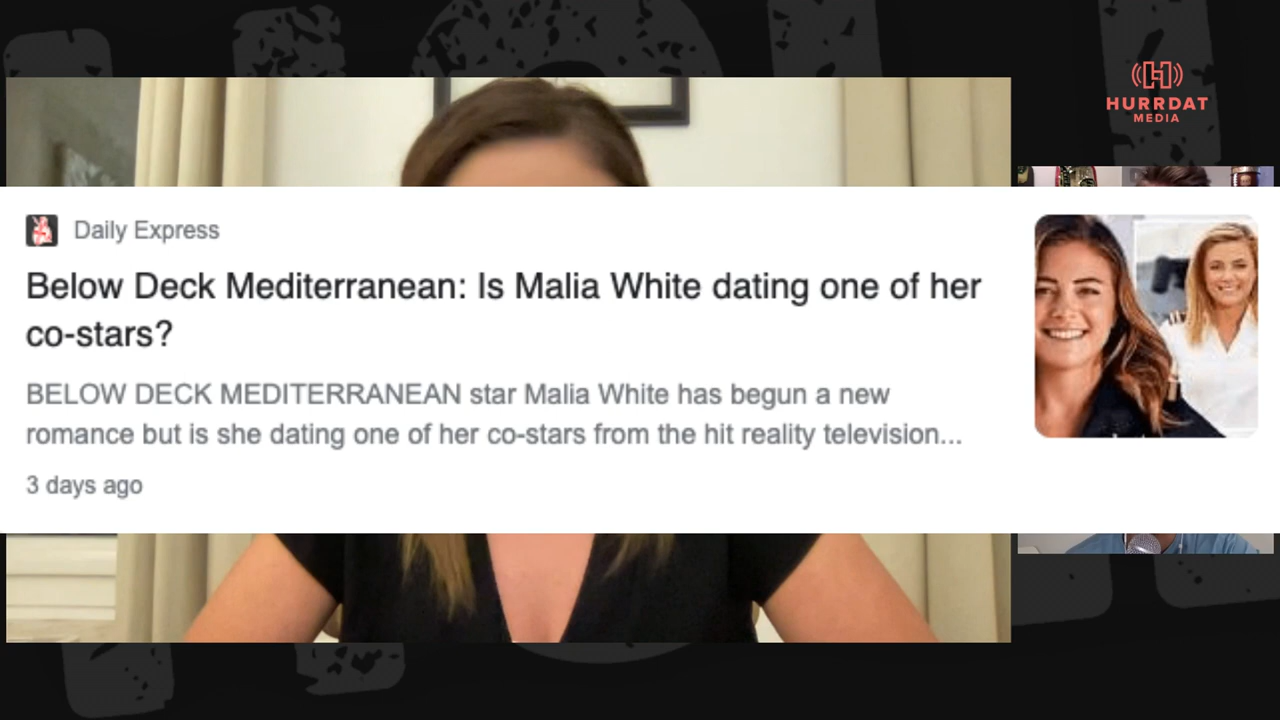 HURRDAT
MEDIA
Daily Express
Below Deck Mediterranean: Is Malia White dating one of her
co-stars?
BELOW DECK MEDITERRANEAN star Malia White has begun a new
romance but is she dating one of her co-stars from the hit reality television...
3 days ago